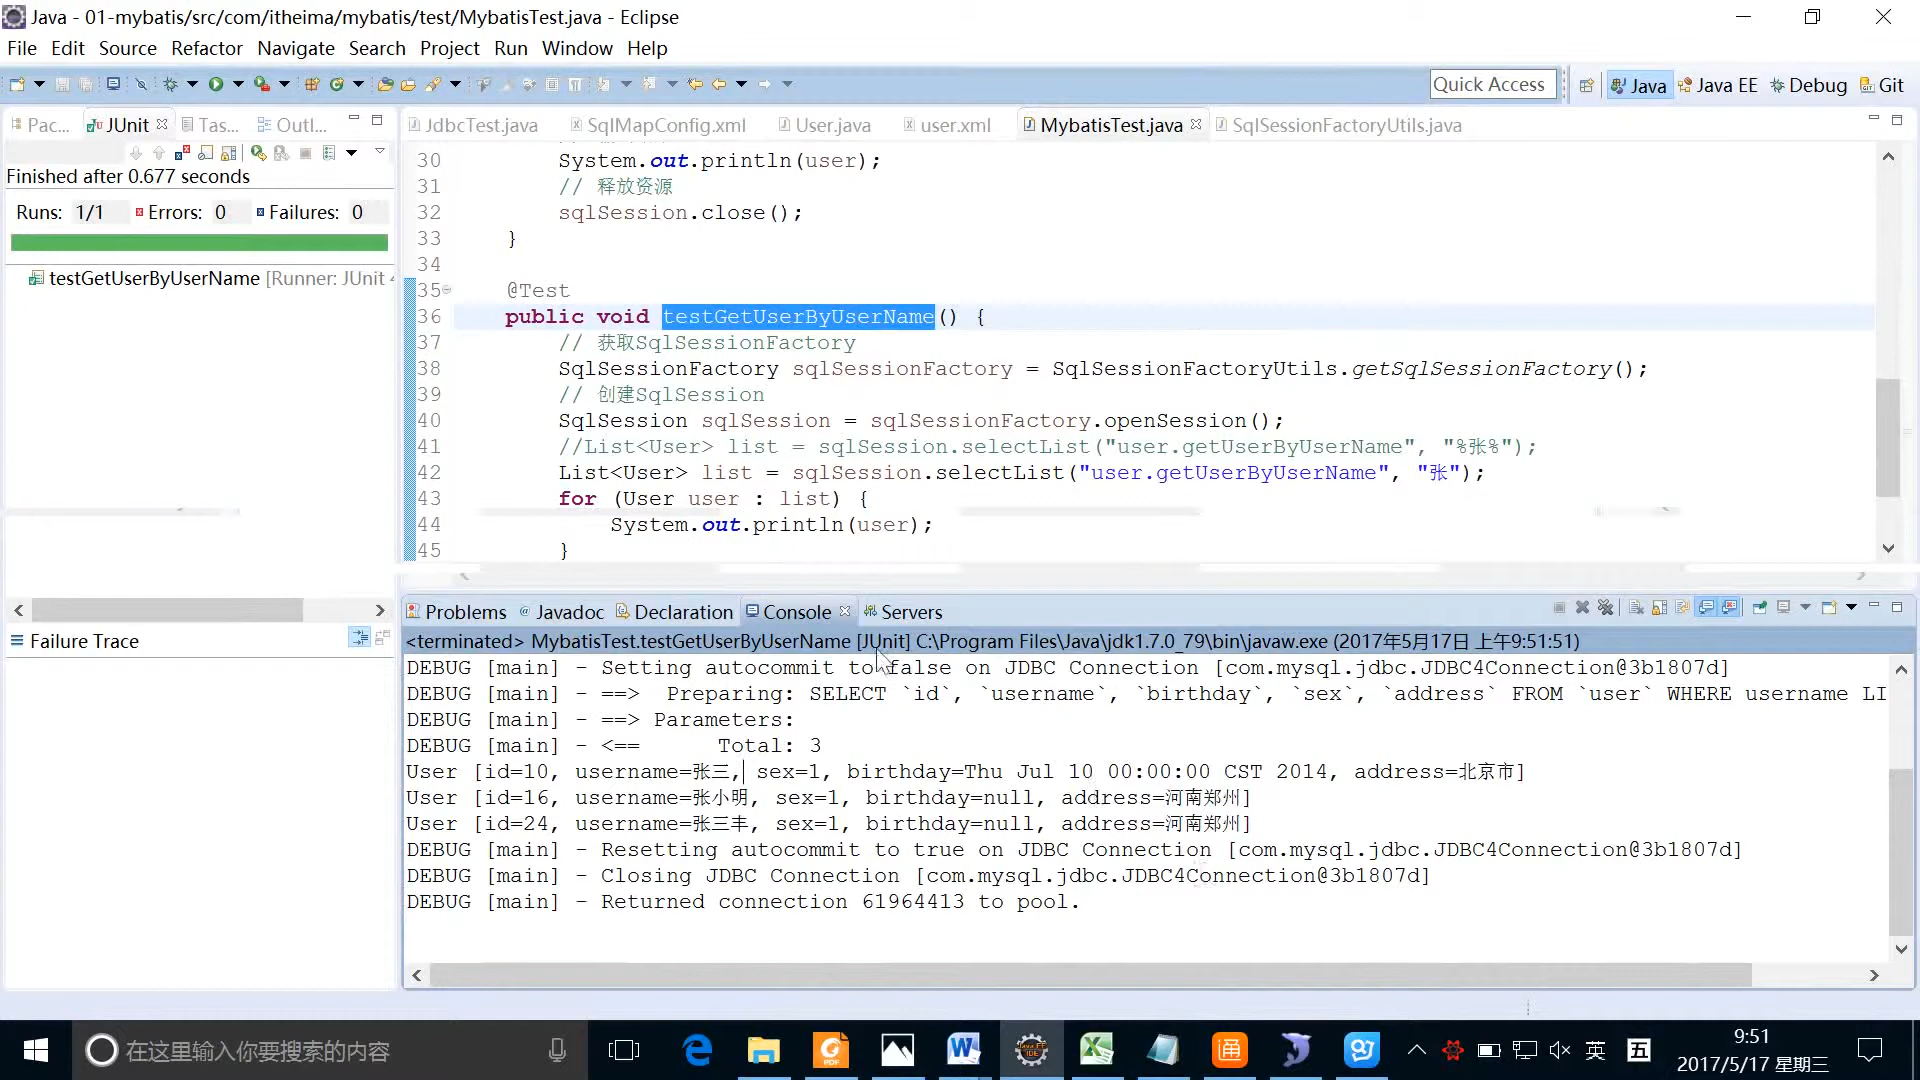 Java - 01-mybatis/src/com/itheima/mybatis/test/MybatisTest.java - Eclipse
File Edit Source Refactor Navigate Search Project Run Window Help
Quick Access Java Java EE Debug Git
Pac... JUnit Tas... Outl...
JdbcTest.java SqlMapConfig.xml User.java user.xml MybatisTest.java SqlSessionFactoryUtils.java
Finished after 0.677 seconds
Runs: 1/1 Errors: 0 Failures: 0
testGetUserByUserName [Runner: JUnit 4
30 System.out.println(user);
31 // 释放资源
32 sqlSession.close();
33 }
34
35 @Test
36 public void testGetUserByUserName() {
37 // 获取SqlSessionFactory
38 SqlSessionFactory sqlSessionFactory = SqlSessionFactoryUtils.getSqlSessionFactory();
39 // 创建SqlSession
40 SqlSession sqlSession = sqlSessionFactory.openSession();
41 //List<User> list = sqlSession.selectList("user.getUserByUserName", "%张%");
42 List<User> list = sqlSession.selectList("user.getUserByUserName", "张");
43 for (User user : list) {
44 System.out.println(user);
45 }
Failure Trace
Problems Javadoc Declaration Console Servers
<terminated> MybatisTest.testGetUserByUserName [JUnit] C:\Program Files\Java\jdk1.7.0_79\bin\javaw.exe (2017年5月17日 上午9:51:51)
DEBUG [main] - Setting autocommit to false on JDBC Connection [com.mysql.jdbc.JDBC4Connection@3b1807d]
DEBUG [main] - ==>  Preparing: SELECT `id`, `username`, `birthday`, `sex`, `address` FROM `user` WHERE username LI
DEBUG [main] - ==> Parameters:
DEBUG [main] - <==      Total: 3
User [id=10, username=张三, sex=1, birthday=Thu Jul 10 00:00:00 CST 2014, address=北京市]
User [id=16, username=张小明, sex=1, birthday=null, address=河南郑州]
User [id=24, username=张三丰, sex=1, birthday=null, address=河南郑州]
DEBUG [main] - Resetting autocommit to true on JDBC Connection [com.mysql.jdbc.JDBC4Connection@3b1807d]
DEBUG [main] - Closing JDBC Connection [com.mysql.jdbc.JDBC4Connection@3b1807d]
DEBUG [main] - Returned connection 61964413 to pool.
在这里输入你要搜索的内容
英 五
9:51
2017/5/17 星期三